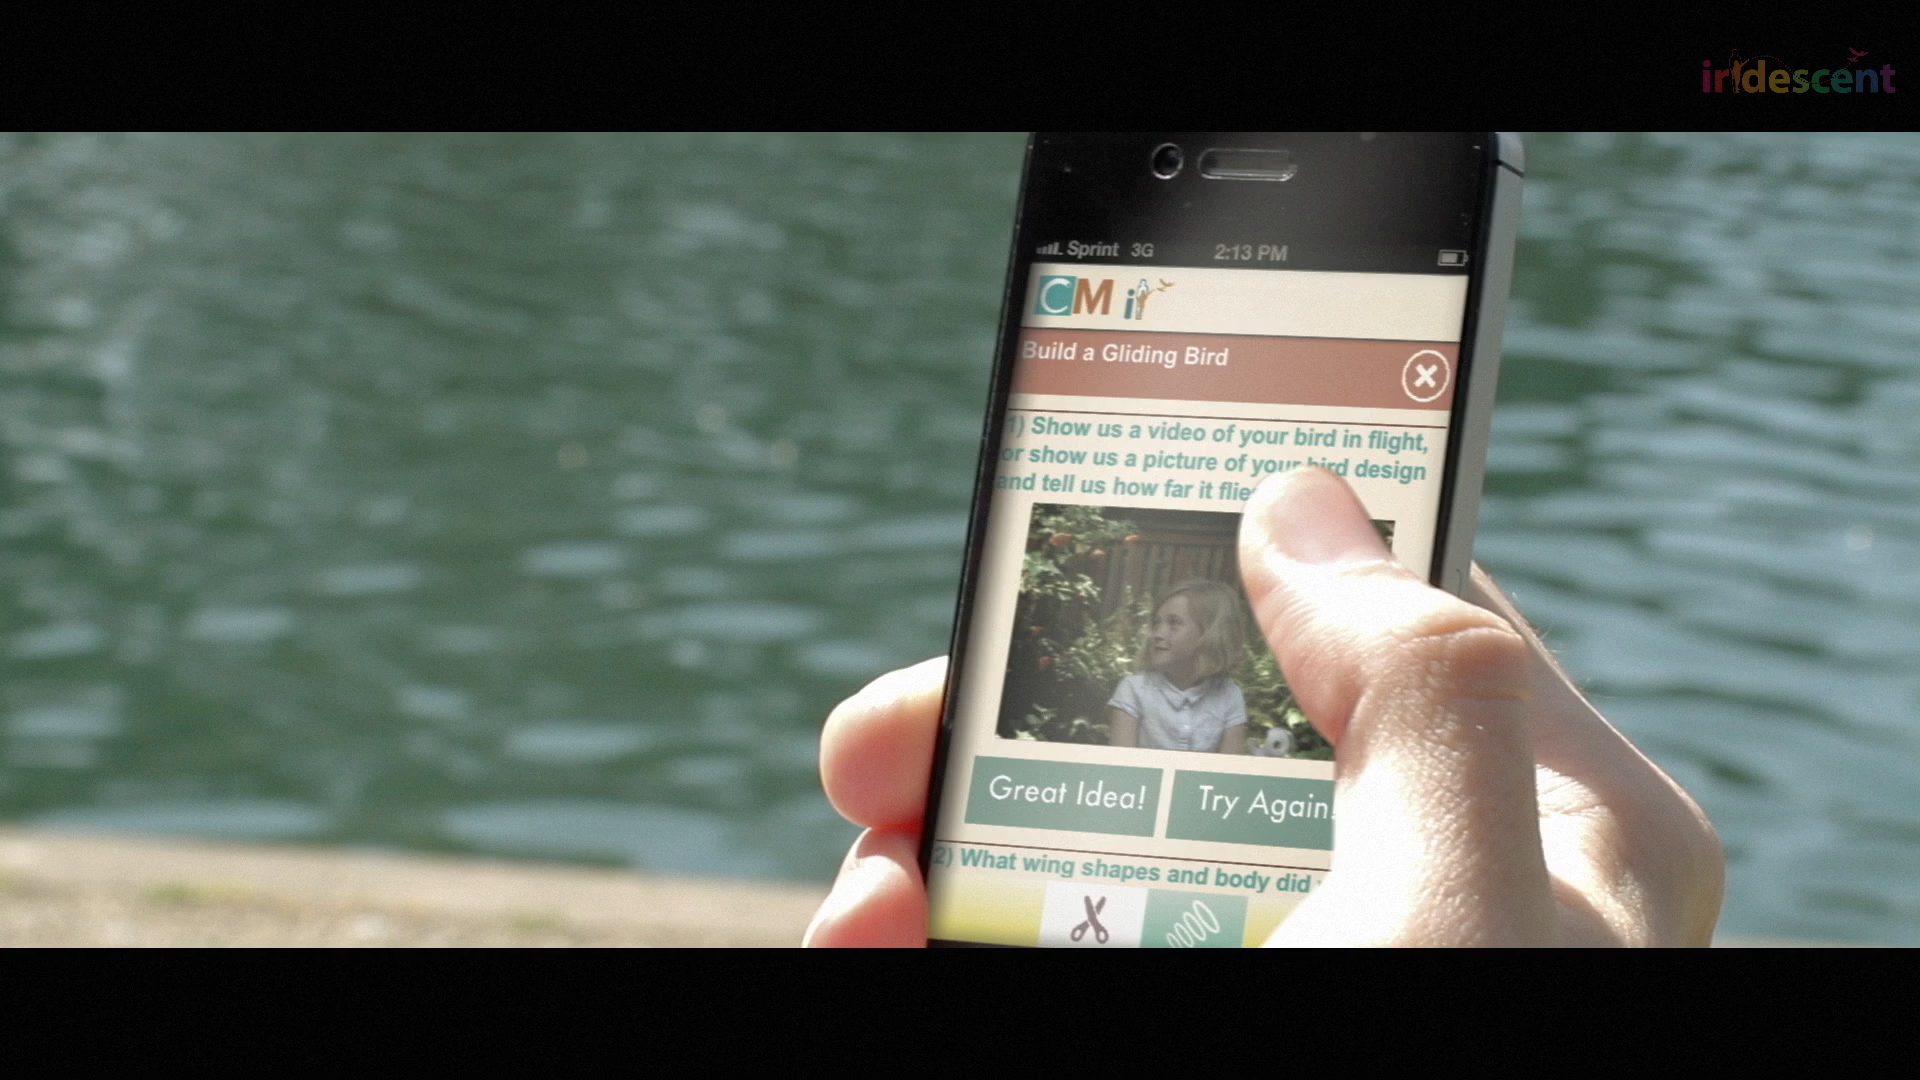 iridescent
Sprint 3G 2:13 PM
CM i
Build a Gliding Bird
1) Show us a video of your bird in flight,
or show us a picture of your bird design
and tell us how far it flies
Great Idea!
Try Again!
2) What wing shapes and body did